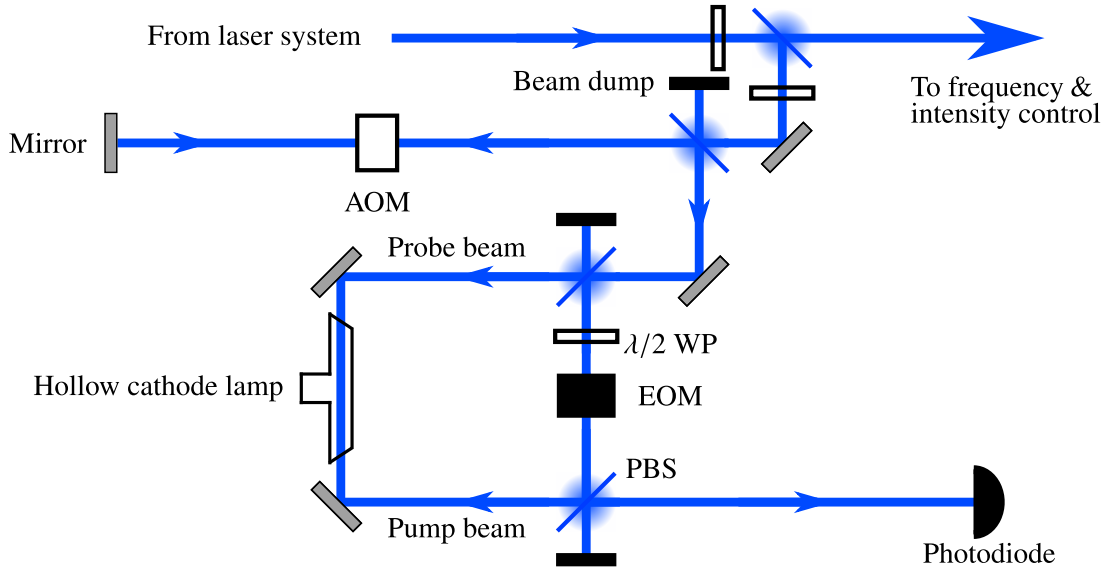 From laser system
Beam dump
To frequency &
intensity control
Mirror
AOM
Probe beam
λ/2 WP
Hollow cathode lamp
EOM
PBS
Pump beam
Photodiode